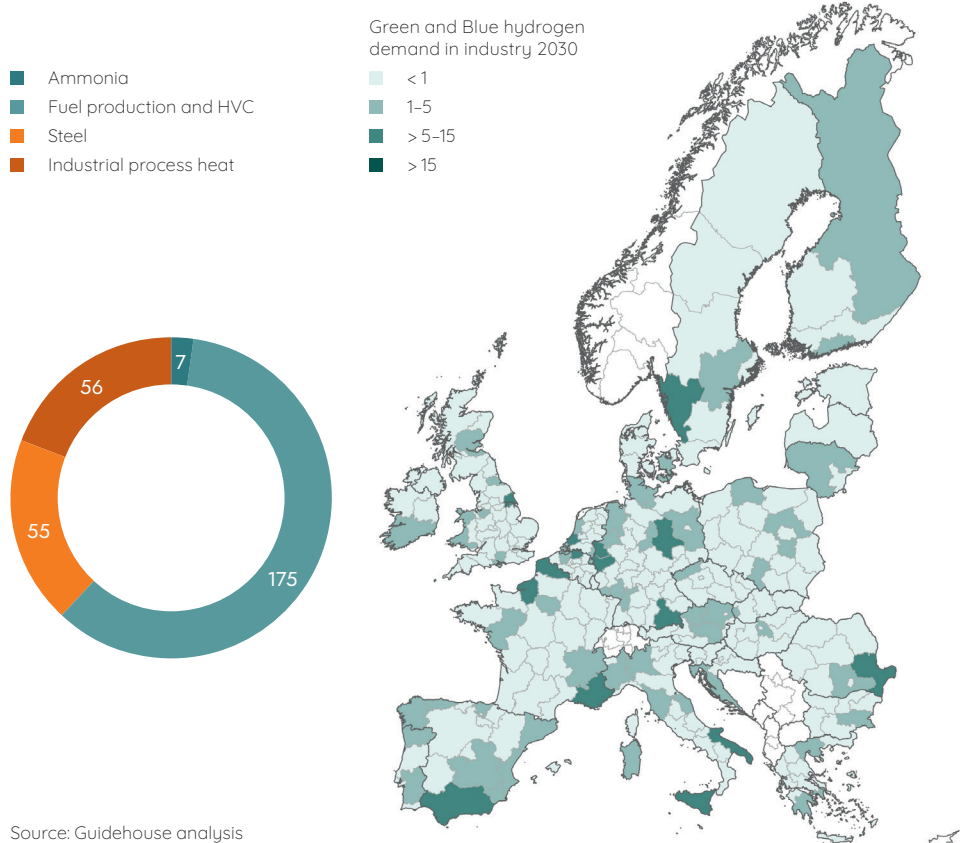 Green and Blue hydrogen
demand in industry 2030
Ammonia
Fuel production and HVC
Steel
Industrial process heat
< 1
1–5
> 5–15
> 15
7
56
55
175
Source: Guidehouse analysis